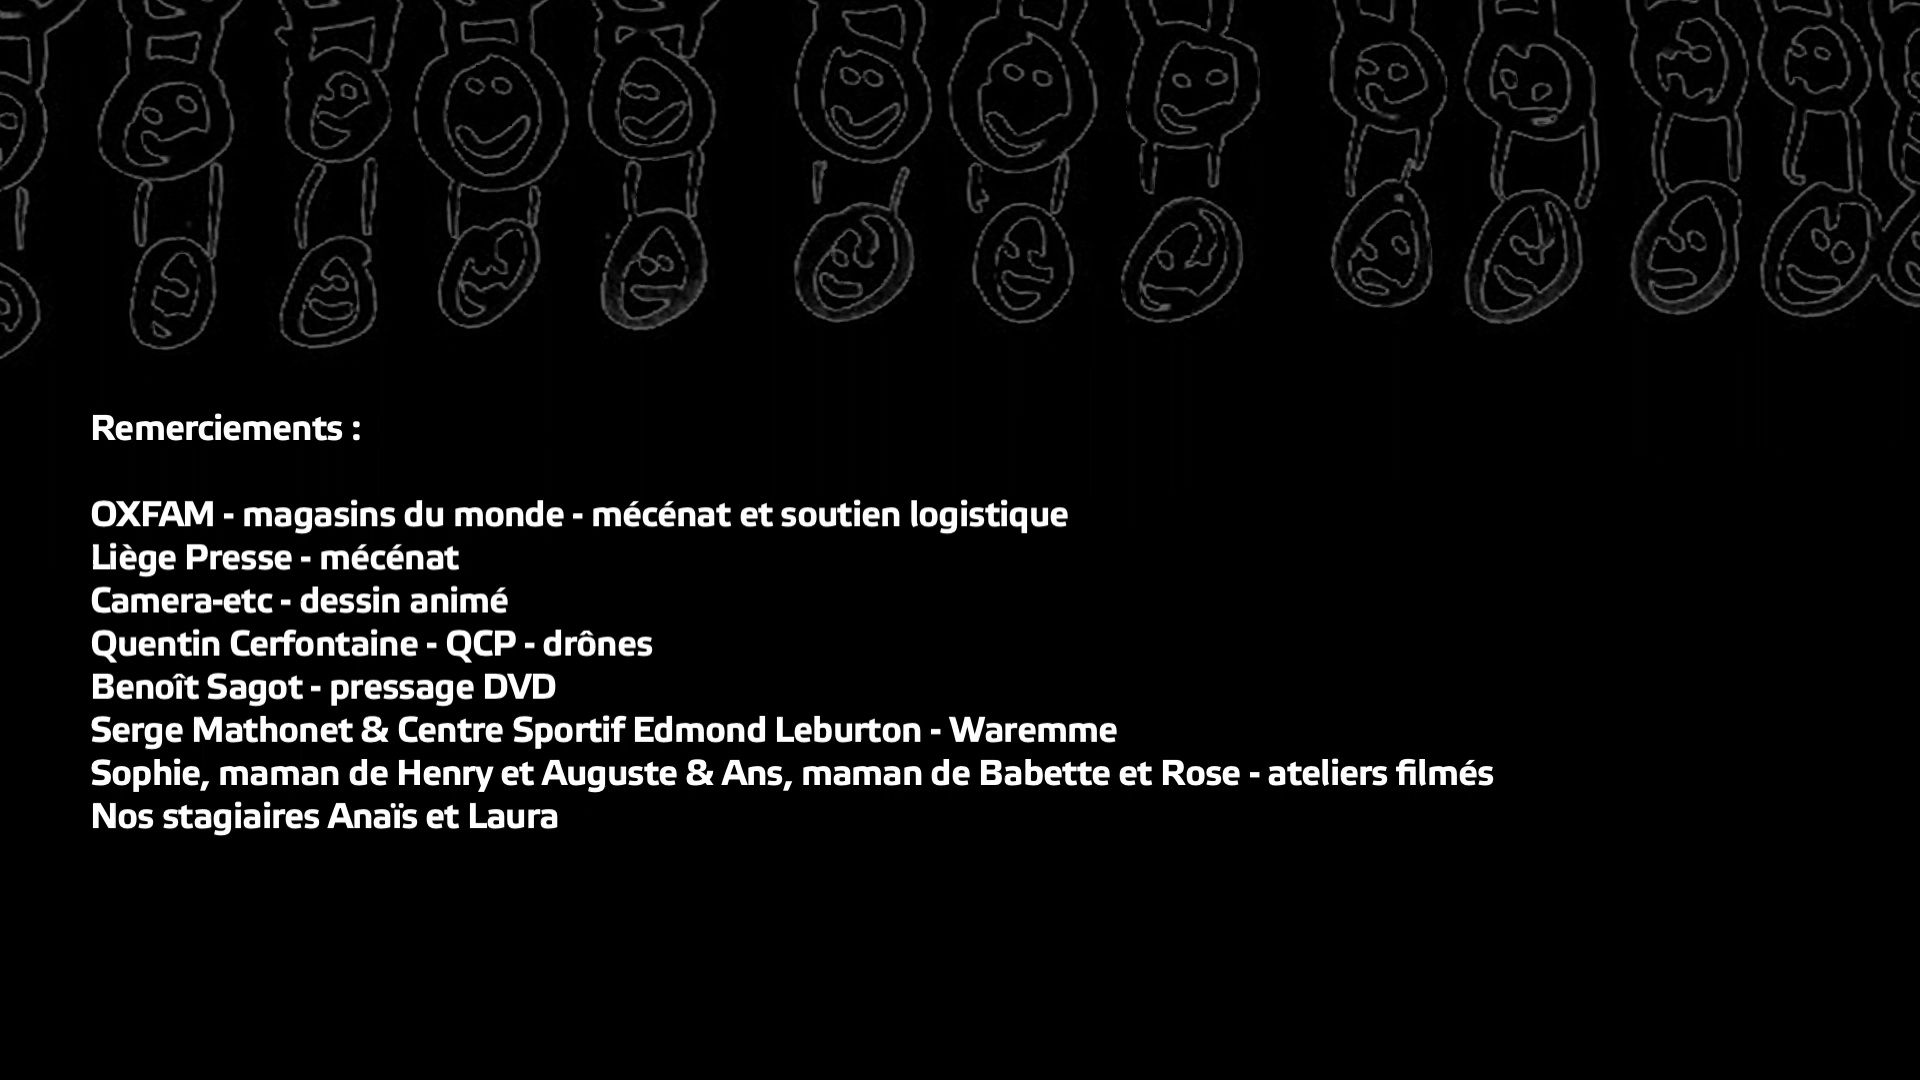 Remerciements :
OXFAM - magasins du monde - mécénat et soutien logistique
Liège Presse - mécénat
Camera-etc - dessin animé
Quentin Cerfontaine - QCP - drônes
Benoît Sagot - pressage DVD
Serge Mathonet & Centre Sportif Edmond Leburton - Waremme
Sophie, maman de Henry et Auguste & Ans, maman de Babette et Rose - ateliers filmés
Nos stagiaires Anaïs et Laura